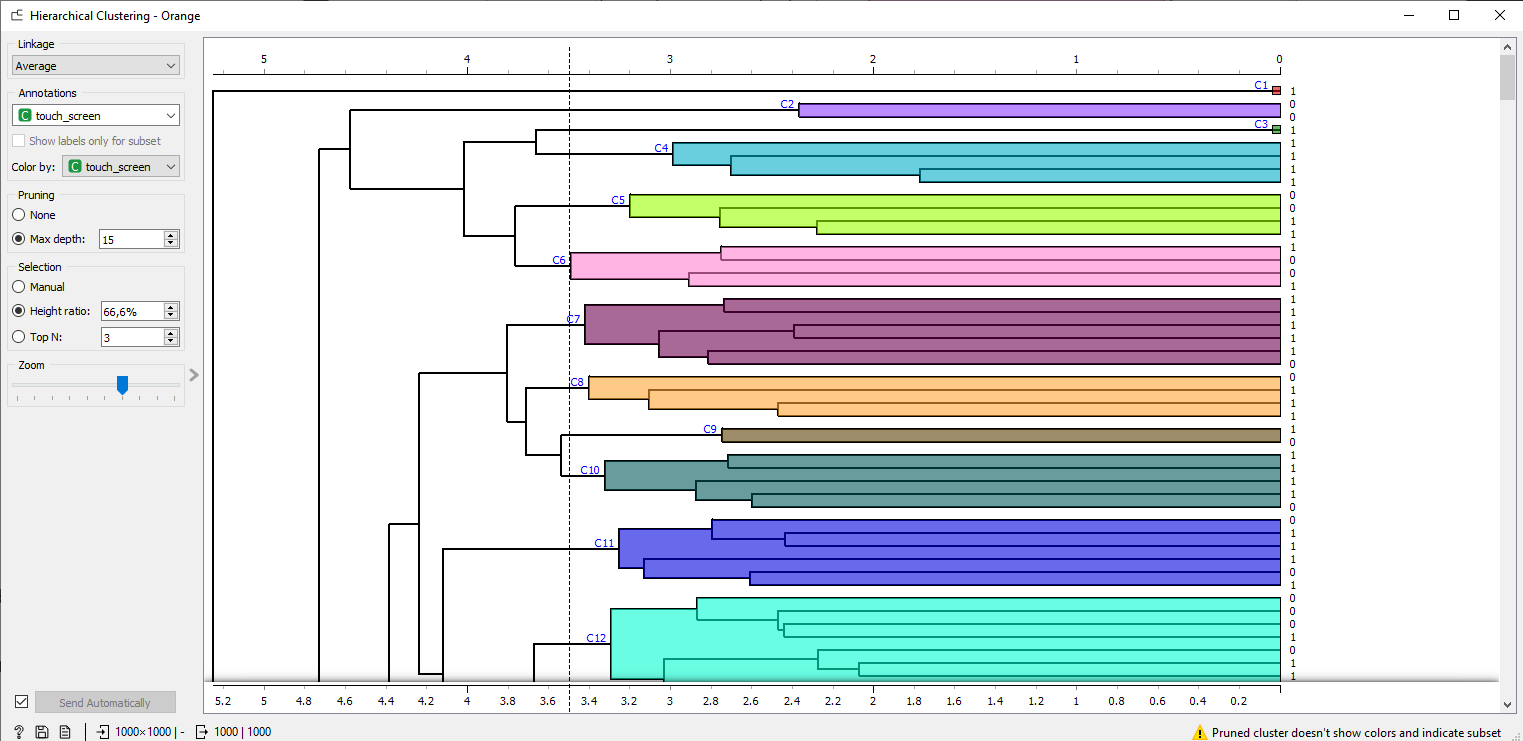 Hierarchical Clustering - Orange
Linkage
Average
Annotations
C touch_screen
Show labels only for subset
Color by: C touch_screen
Pruning
None
Max depth: 15
Selection
Manual
Height ratio: 66,6%
Top N: 3
Zoom
Send Automatically
5 4 3 2 1 0
C1 1
C2 0
0
C3 1
C4 1
1
1
1
C5 0
0
1
1
C6 1
0
0
1
C7 1
1
1
1
1
0
C8 0
1
1
1
C9 1
0
C10 1
1
1
1
0
C11 0
1
1
1
0
1
C12 0
0
0
1
0
1
1
5.2 5 4.8 4.6 4.4 4.2 4 3.8 3.6 3.4 3.2 3 2.8 2.6 2.4 2.2 2 1.8 1.6 1.4 1.2 1 0.8 0.6 0.4 0.2
? 1000×1000 | - 1000 | 1000
Pruned cluster doesn't show colors and indicate subset